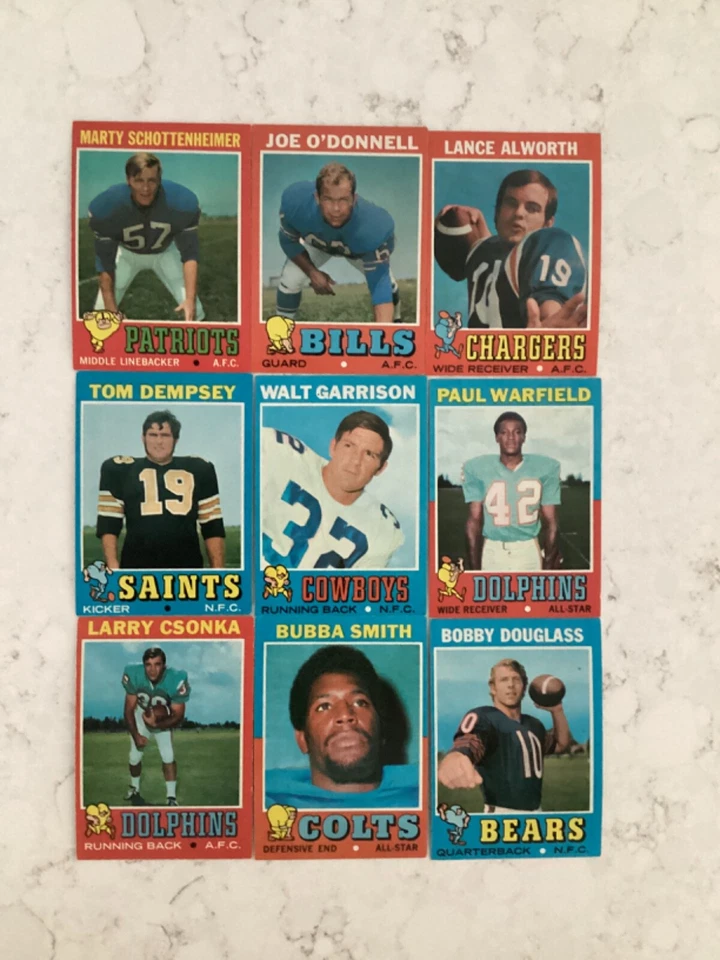 MARTY SCHOTTENHEIMER
57
PATRIOTS
MIDDLE LINEBACKER • A.F.C.
JOE O'DONNELL
BILLS
GUARD • A.F.C.
LANCE ALWORTH
19
CHARGERS
WIDE RECEIVER • A.F.C.
TOM DEMPSEY
19
SAINTS
KICKER • N.F.C.
WALT GARRISON
32
32
COWBOYS
RUNNING BACK • N.F.C.
PAUL WARFIELD
42
DOLPHINS
WIDE RECEIVER • ALL-STAR
LARRY CSONKA
DOLPHINS
RUNNING BACK • A.F.C.
BUBBA SMITH
COLTS
DEFENSIVE END • ALL-STAR
BOBBY DOUGLASS
10
BEARS
QUARTERBACK • N.F.C.